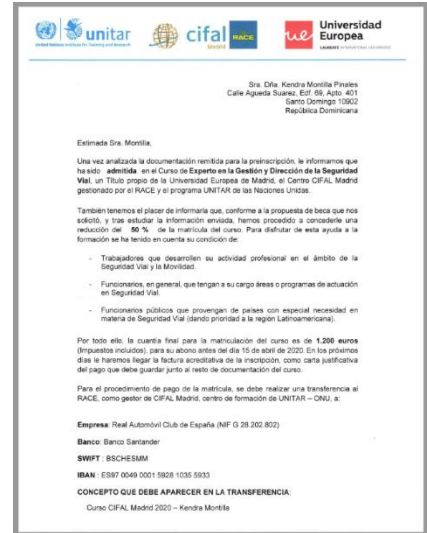 unitar
United Nations Institute for Training and Research
cifal
Madrid
RACE
ue
Universidad
Europea
LAUREATE INTERNATIONAL UNIVERSITIES
Sra. Dña. Kendra Montilla Pinales
Calle Agueda Suarez, Edf. 69, Apto. 401
Santo Domingo 10902
República Dominicana
Estimada Sra. Montilla,
Una vez analizada la documentación remitida para la preinscripción, le informamos que
ha sido admitida en el Curso de Experto en la Gestión y Dirección de la Seguridad
Vial, un Título propio de la Universidad Europea de Madrid, el Centro CIFAL Madrid
gestionado por el RACE y el programa UNITAR de las Naciones Unidas.
También tenemos el placer de informarla que, conforme a la propuesta de beca que nos
solicitó, y tras estudiar la información enviada, hemos procedido a concederle una
reducción del 50 % de la matrícula del curso. Para disfrutar de esta ayuda a la
formación se ha tenido en cuenta su condición de:
- Trabajadores que desarrollen su actividad profesional en el ámbito de la
Seguridad Vial y la Movilidad.
- Funcionarios, en general, que tengan a su cargo áreas o programas de actuación
en Seguridad Vial.
- Funcionarios públicos que provengan de países con especial necesidad en
materia de Seguridad Vial (dando prioridad a la región Latinoamericana).
Por todo ello, la cuantía final para la matriculación del curso es de 1.200 euros
(Impuestos incluidos), para su abono antes del día 15 de abril de 2020. En los próximos
días le haremos llegar la factura acreditativa de la inscripción, como carta justificativa
del pago que debe guardar junto al resto de documentación del curso.
Para el procedimiento de pago de la matrícula, se debe realizar una transferencia al
RACE, como gestor de CIFAL Madrid, centro de formación de UNITAR – ONU, a:
Empresa: Real Automóvil Club de España (NIF G 28.202.802)
Banco: Banco Santander
SWIFT : BSCHESMM
IBAN : ES97 0049 0001 5928 1035 5933
CONCEPTO QUE DEBE APARECER EN LA TRANSFERENCIA:
Curso CIFAL Madrid 2020 – Kendra Montilla